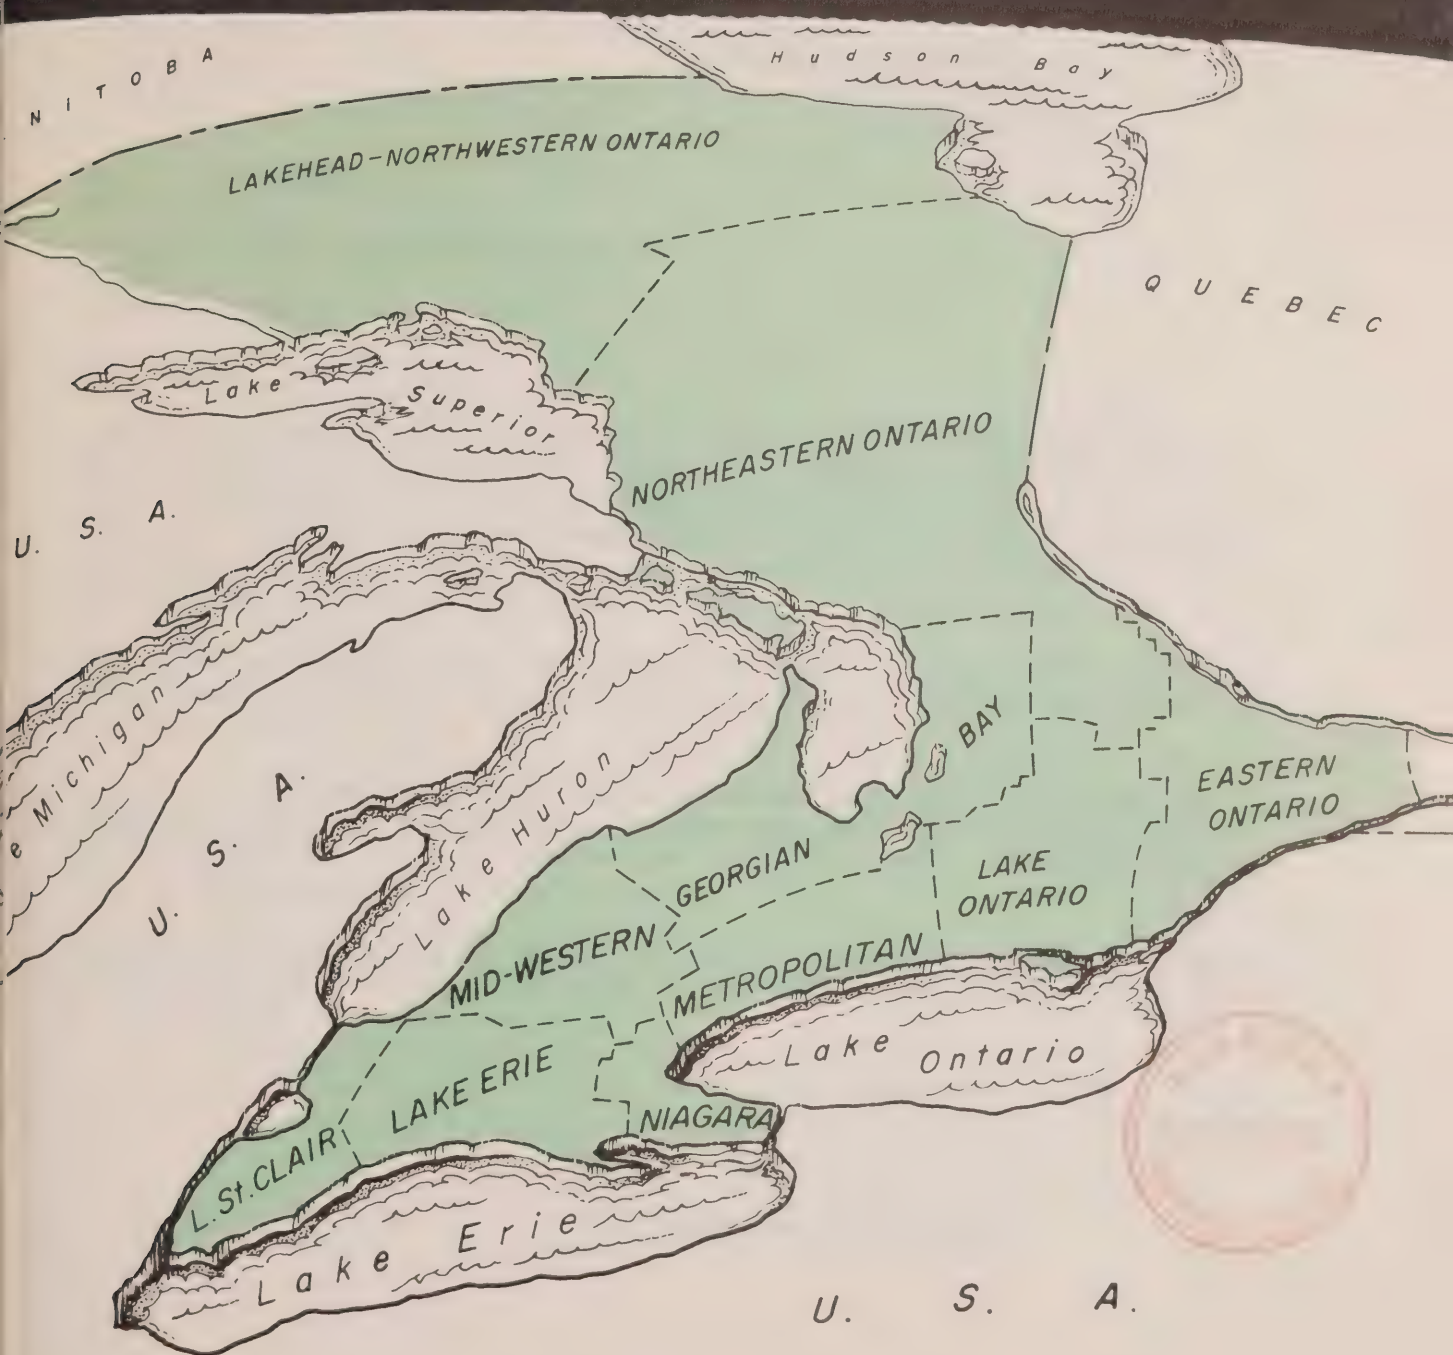 Hudson Bay
NITOBA
LAKEHEAD-NORTHWESTERN ONTARIO
QUEBEC
Lake Superior
NORTHEASTERN ONTARIO
U. S. A.
e Michigan
U. S. A.
Lake Huron
GEORGIAN BAY
EASTERN
ONTARIO
LAKE
ONTARIO
MID-WESTERN
METROPOLITAN
Lake Ontario
LAKE ERIE
NIAGARA
L. St. CLAIR
Lake Erie
U. S. A.